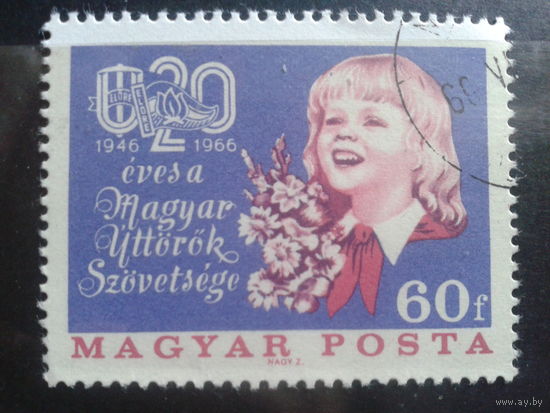 20
1946 1966
éves a
Magyar
Úttörők
Szövetsége
60f
MAGYAR POSTA
NAGY Z.
www.ay.by